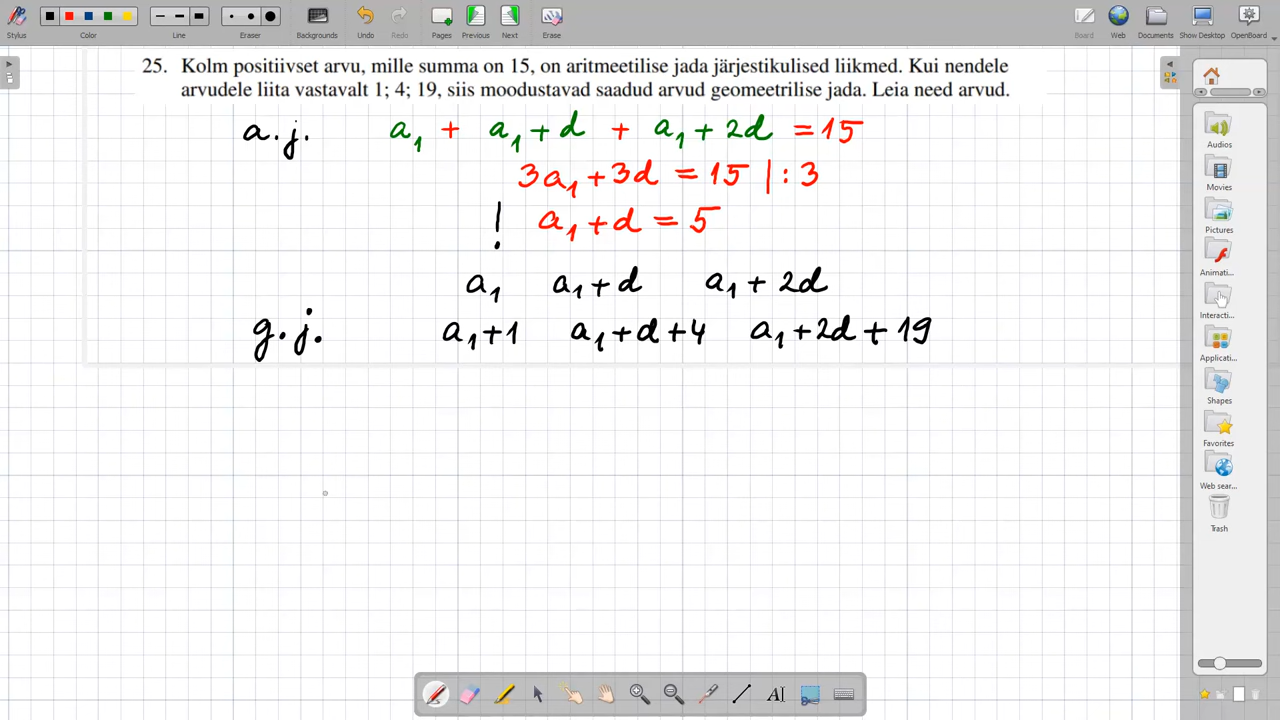 Stylus Color Line Eraser Backgrounds Undo Redo Pages Previous Next Erase Board Web Documents Show Desktop OpenBoard
25. Kolm positiivset arvu, mille summa on 15, on aritmeetilise jada järjestikulised liikmed. Kui nendele
arvudele liita vastavalt 1; 4; 19, siis moodustavad saadud arvud geomeetrilise jada. Leia need arvud.
a.j. a₁ + a₁+d + a₁+2d = 15
3a₁+3d = 15 |:3
! a₁+d = 5
a₁ a₁+d a₁+2d
g.j. a₁+1 a₁+d+4 a₁+2d+19
Audios
Movies
Pictures
Animati...
Interacti...
Applicati...
Shapes
Favorites
Web sear...
Trash
AI